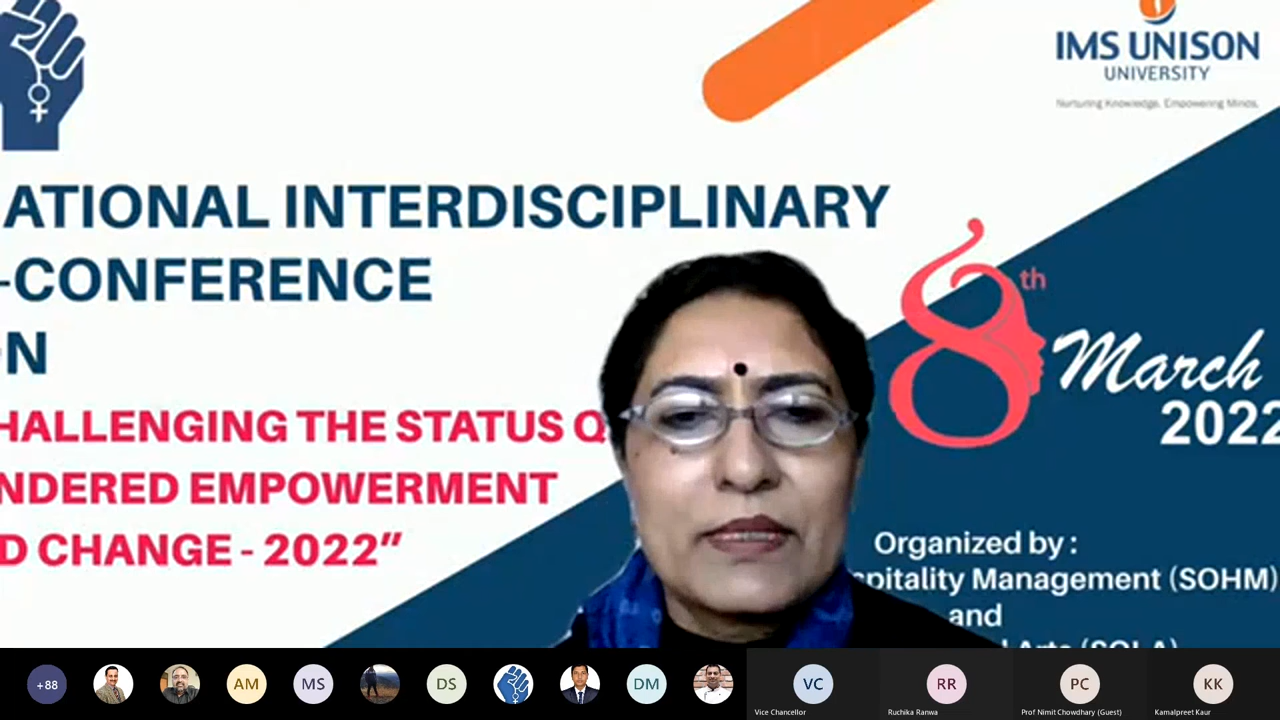 IMS UNISON
UNIVERSITY
Nurturing Knowledge. Empowering Minds.
ATIONAL INTERDISCIPLINARY
-CONFERENCE
N
HALLENGING THE STATUS Q
NDERED EMPOWERMENT
D CHANGE - 2022”
8th March
2022
Organized by :
spitality Management (SOHM)
and
Arts (SOLA)
+88
AM
MS
DS
DM
VC
RR
PC
KK
Vice Chancellor
Ruchika Ranwa
Prof Nimit Chowdhary (Guest)
Kamalpreet Kaur